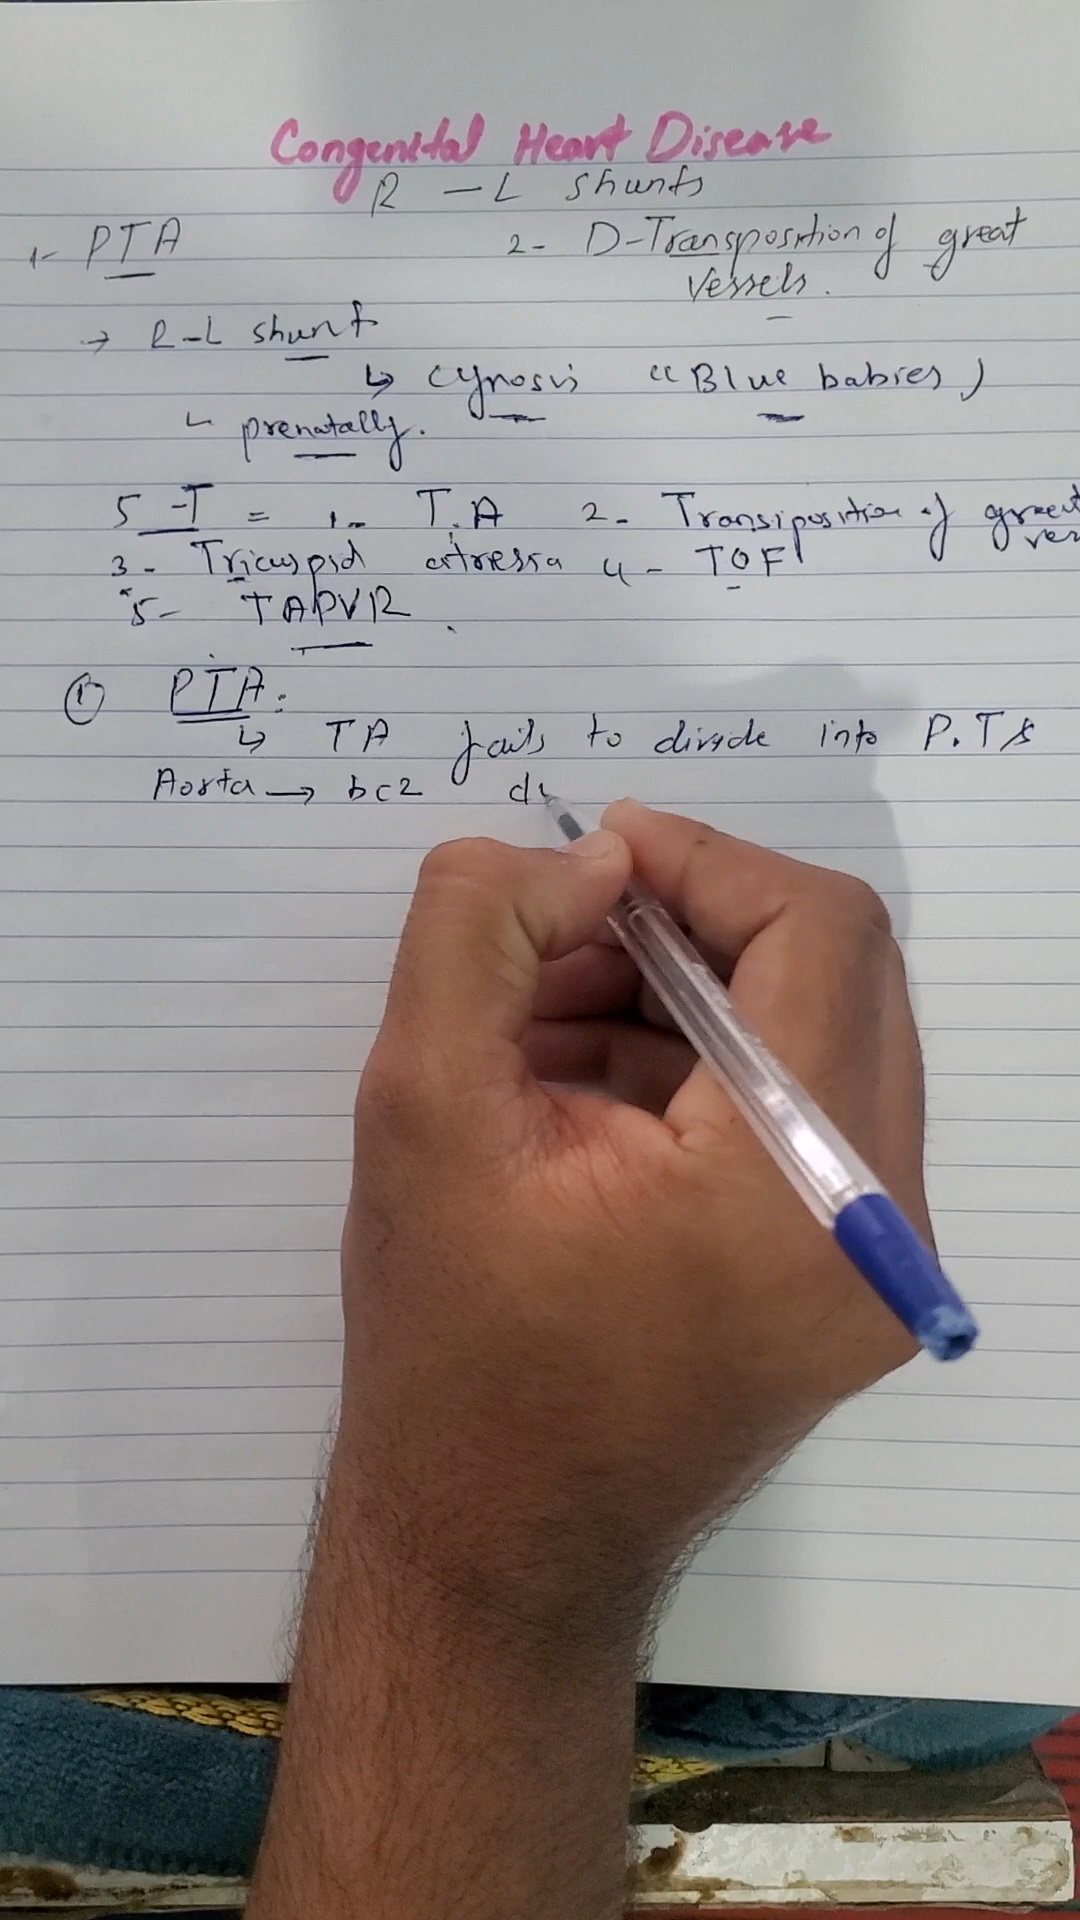 Congenital Heart Disease
R - L shunts
1- PTA 2- D-Transposition of great
vessels.
→ R-L shunt
↳ Cynosis "Blue babies)
prenatally.
5-T = 1- T.A 2- Transiposition of great
3- Tricuspid atresia 4- TOF
5- TAPVR
① PTA:
↳ TA fails to divide into P.T &
Aorta → bc2